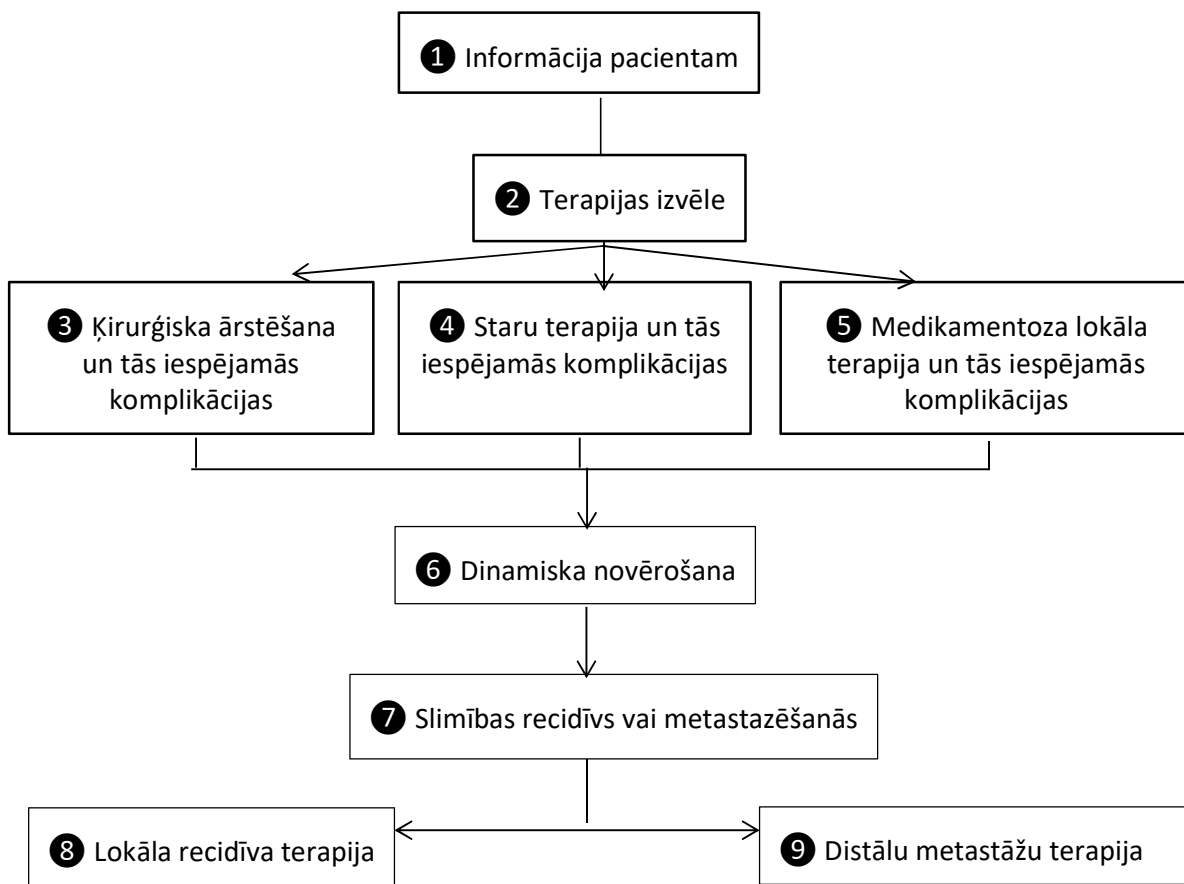 ❶ Informācija pacientam
❷ Terapijas izvēle
❸ Ķirurģiska ārstēšana
un tās iespējamās
komplikācijas
❹ Staru terapija un tās
iespējamās komplikācijas
❺ Medikamentoza lokāla
terapija un tās iespējamās
komplikācijas
❻ Dinamiska novērošana
❼ Slimības recidīvs vai metastazēšanās
❽ Lokāla recidīva terapija
❾ Distālu metastāžu terapija